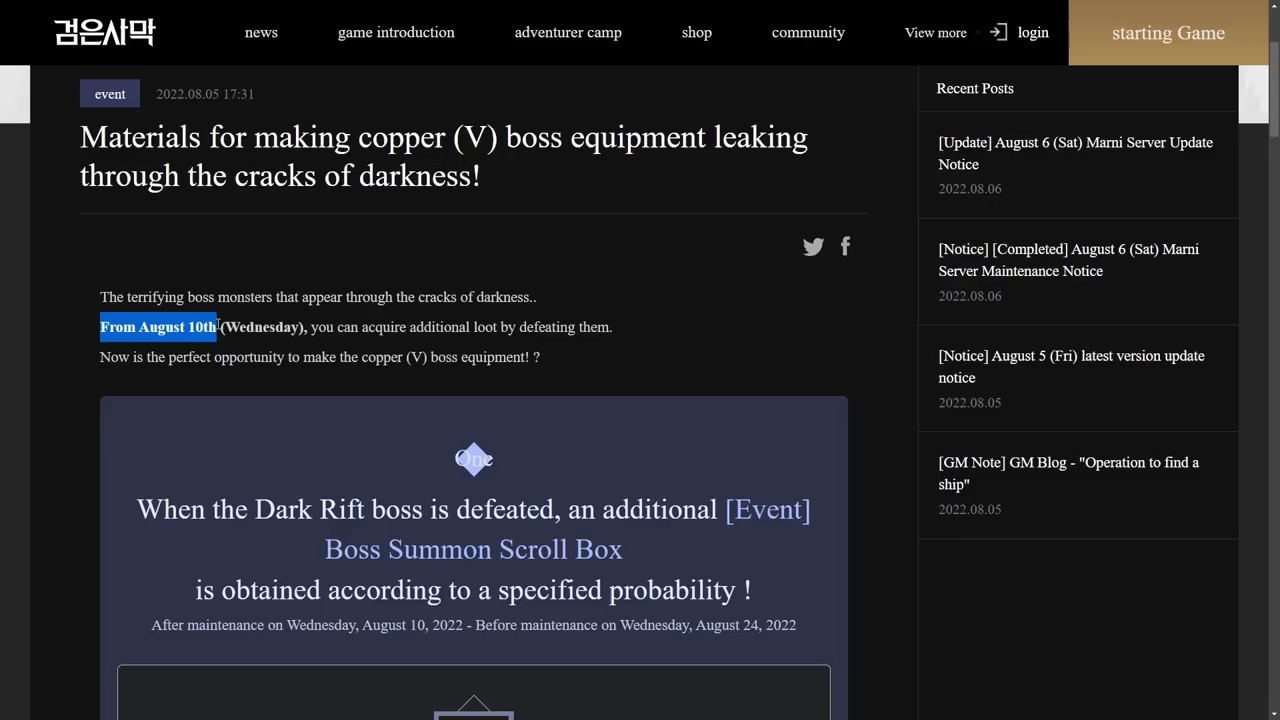 검은사막
news
game introduction
adventurer camp
shop
community
View more
login
starting Game
event
2022.08.05 17:31
Materials for making copper (V) boss equipment leaking
through the cracks of darkness!
The terrifying boss monsters that appear through the cracks of darkness..
From August 10th (Wednesday), you can acquire additional loot by defeating them.
Now is the perfect opportunity to make the copper (V) boss equipment! ?
One
When the Dark Rift boss is defeated, an additional [Event]
Boss Summon Scroll Box
is obtained according to a specified probability !
After maintenance on Wednesday, August 10, 2022 - Before maintenance on Wednesday, August 24, 2022
Recent Posts
[Update] August 6 (Sat) Marni Server Update
Notice
2022.08.06
[Notice] [Completed] August 6 (Sat) Marni
Server Maintenance Notice
2022.08.06
[Notice] August 5 (Fri) latest version update
notice
2022.08.05
[GM Note] GM Blog - "Operation to find a
ship"
2022.08.05